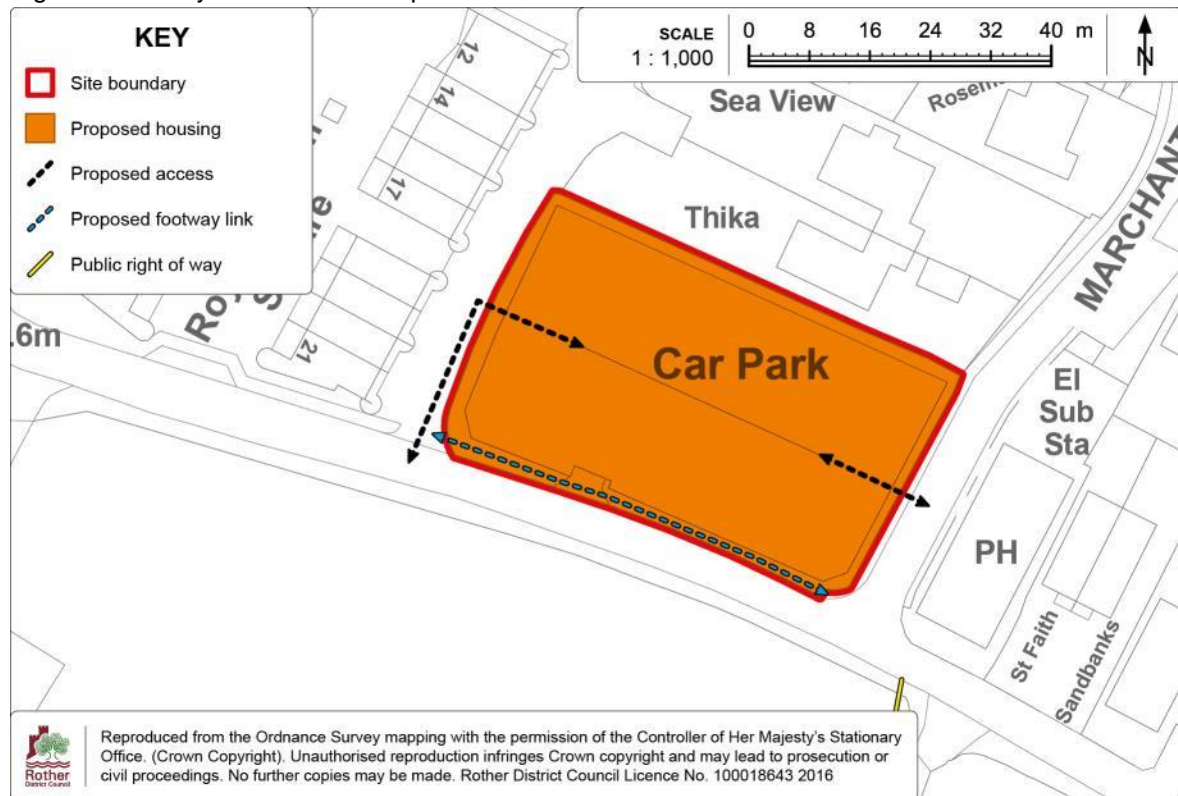 KEY
Site boundary
Proposed housing
Proposed access
Proposed footway link
Public right of way
SCALE
1 : 1,000
0 8 16 24 32 40 m
N
12
14
17
21
.6m
Sea View
Thika
Car Park
MARCHANT
El
Sub
Sta
PH
St Faith
Sandbanks
Rother
District Council
Reproduced from the Ordnance Survey mapping with the permission of the Controller of Her Majesty's Stationary
Office. (Crown Copyright). Unauthorised reproduction infringes Crown copyright and may lead to prosecution or
civil proceedings. No further copies may be made. Rother District Council Licence No. 100018643 2016